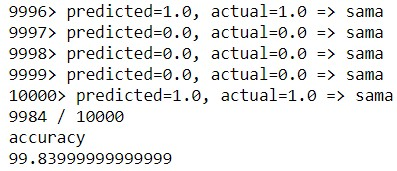 9996> predicted=1.0, actual=1.0 => sama
9997> predicted=0.0, actual=0.0 => sama
9998> predicted=0.0, actual=0.0 => sama
9999> predicted=0.0, actual=0.0 => sama
10000> predicted=1.0, actual=1.0 => sama
9984 / 10000
accuracy
99.83999999999999